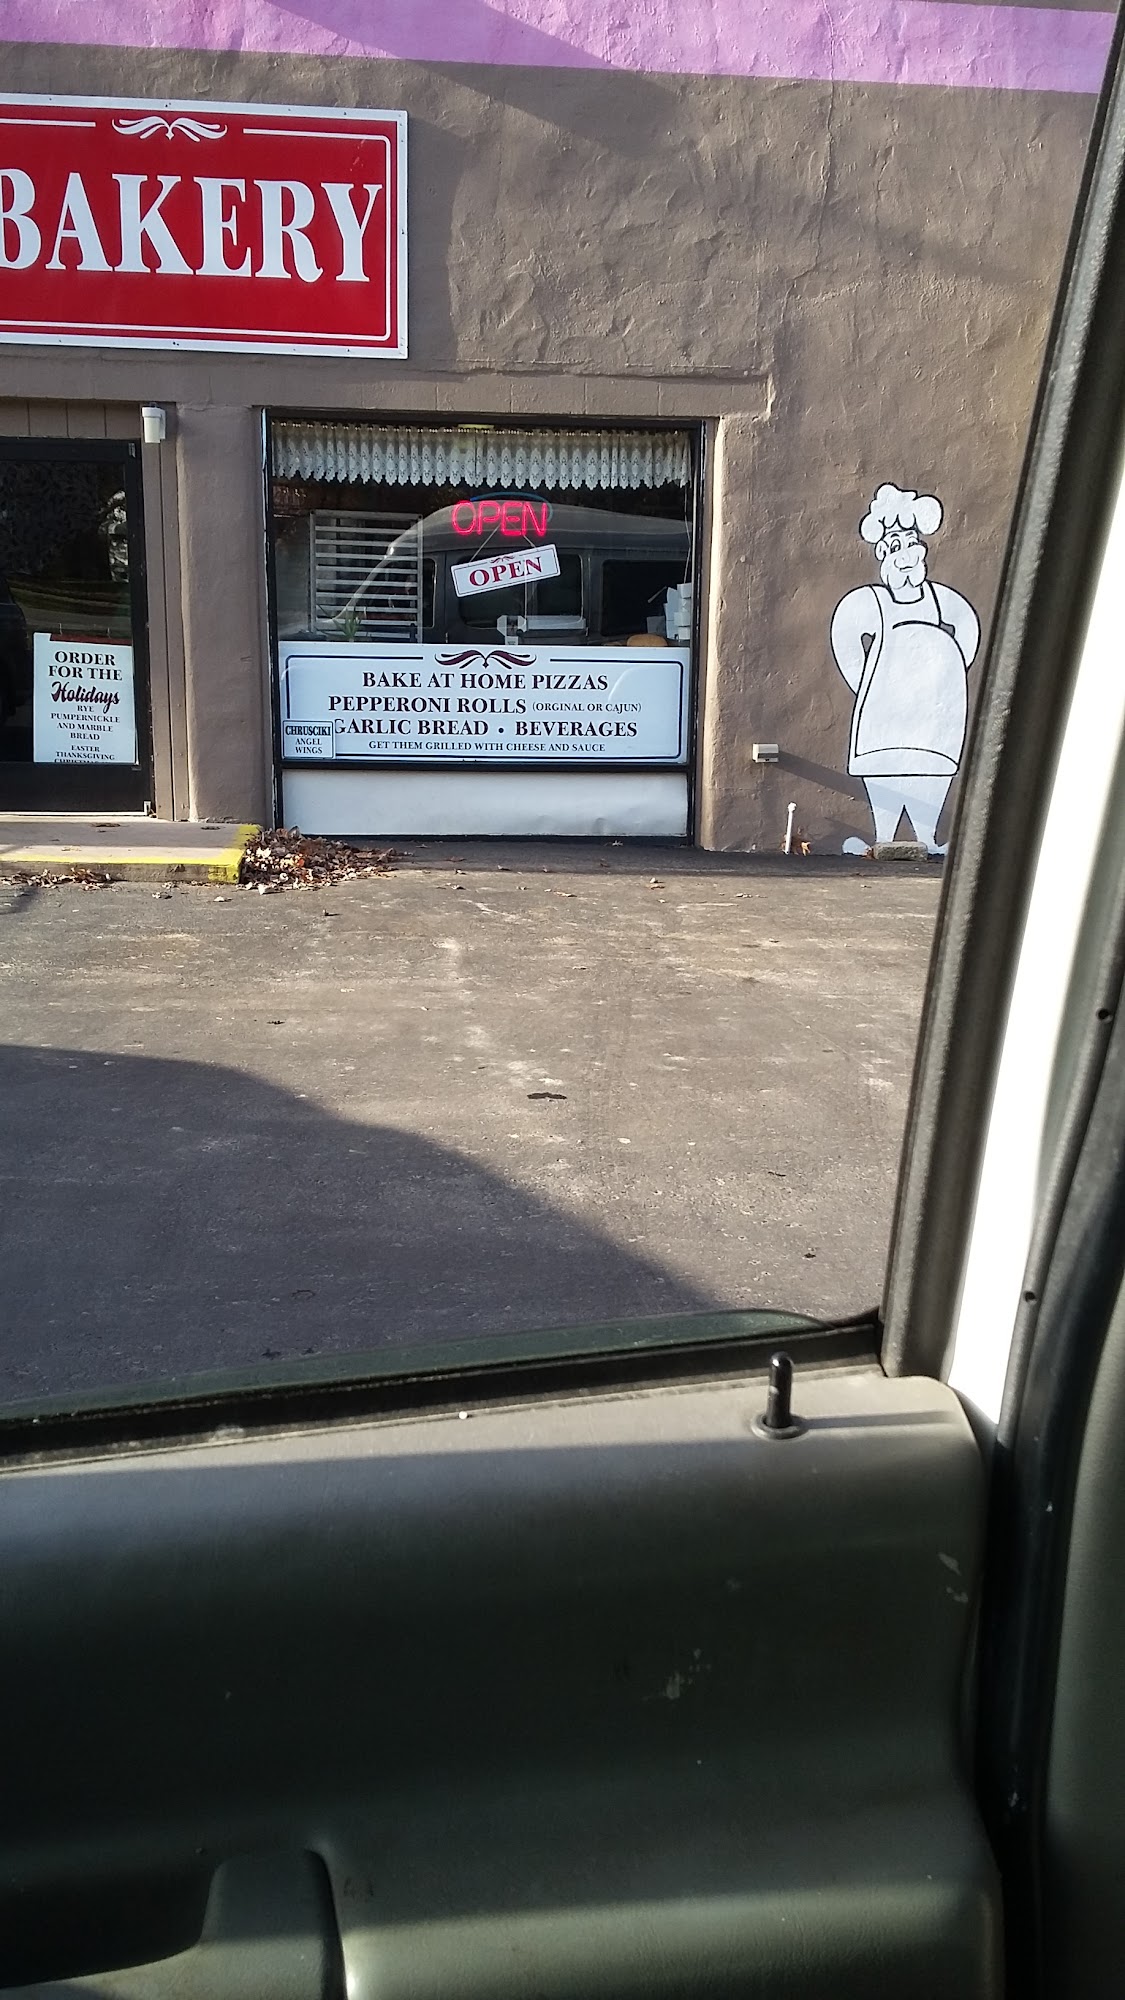 BAKERY
OPEN
OPEN
ORDER
FOR THE
Holidays
RYE
PUMPERNICKLE
AND MARBLE
BREAD
EASTER
THANKSGIVING
CHRISTMAS
BAKE AT HOME PIZZAS
PEPPERONI ROLLS (ORGINAL OR CAJUN)
GARLIC BREAD • BEVERAGES
GET THEM GRILLED WITH CHEESE AND SAUCE
CHRUSCIKI
ANGEL
WINGS